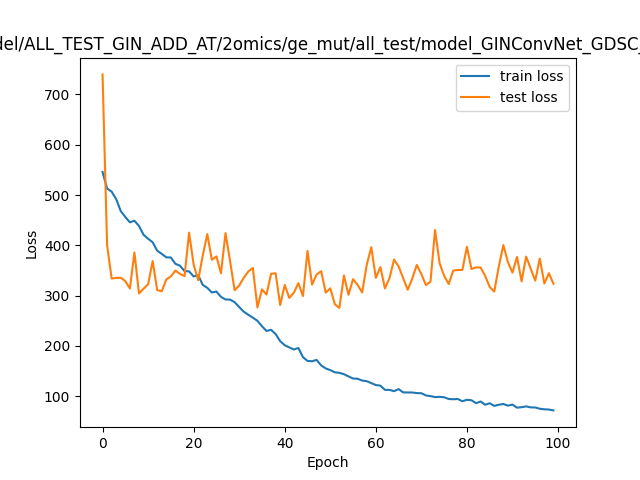 del/ALL_TEST_GIN_ADD_AT/2omics/ge_mut/all_test/model_GINConvNet_GDSC_
train loss
test loss
Loss
700
600
500
400
300
200
100
0
20
40
60
80
100
Epoch